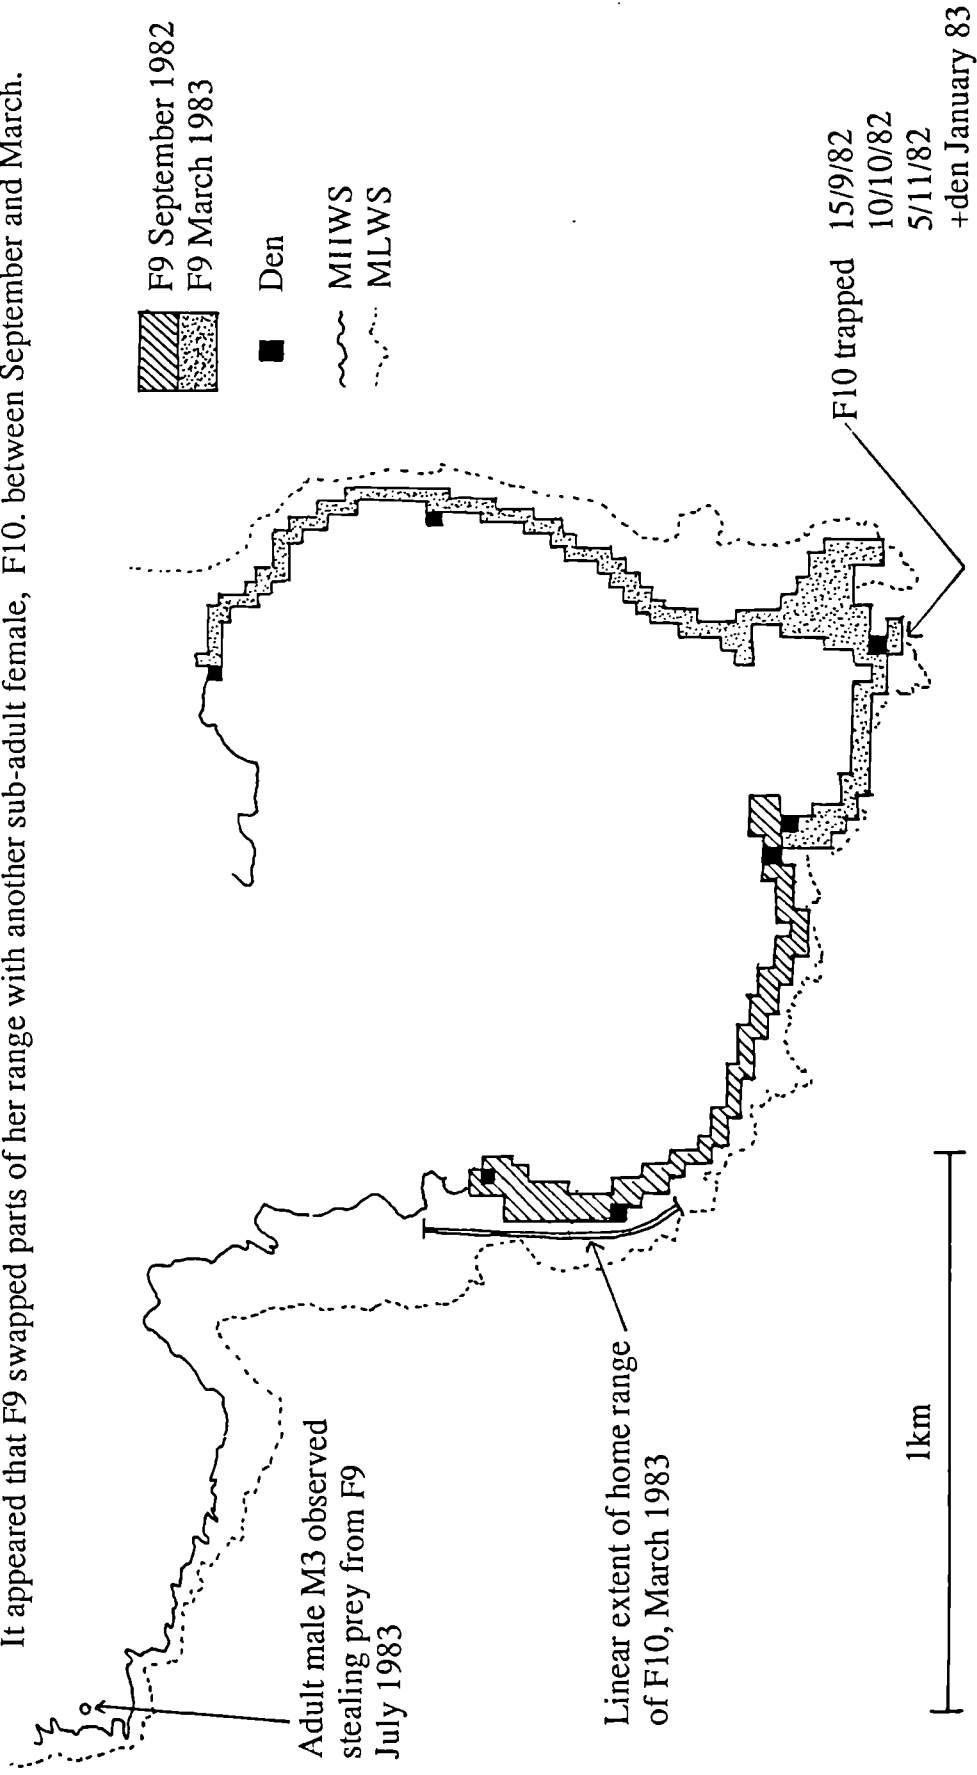 It appeared that F9 swapped parts of her range with another sub-adult female, F10. between September and March.
F9 September 1982
F9 March 1983
Den
MHWS
MLWS
Adult male M3 observed
stealing prey from F9
July 1983
Linear extent of home range
of F10, March 1983
F10 trapped 15/9/82
10/10/82
5/11/82
+den January 83
1km